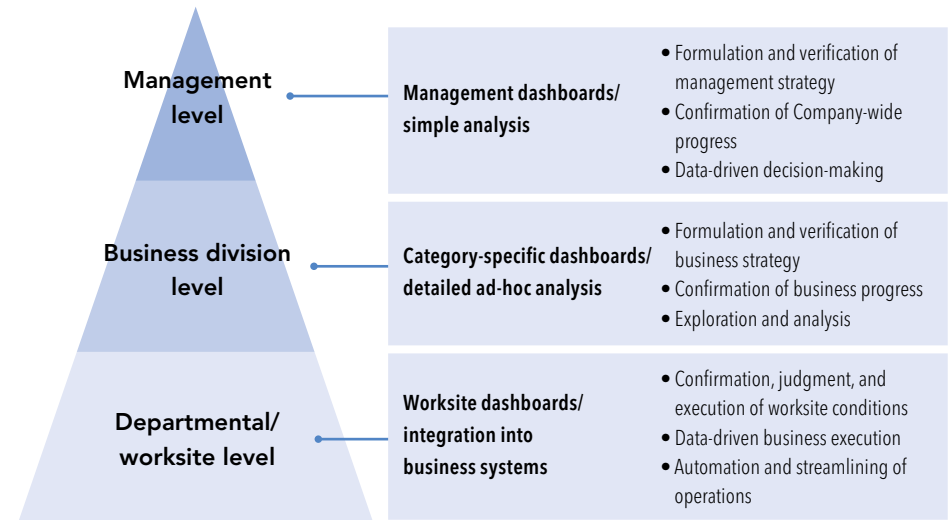 Management
level
Management dashboards/
simple analysis
• Formulation and verification of
management strategy
• Confirmation of Company-wide
progress
• Data-driven decision-making
Business division
level
Category-specific dashboards/
detailed ad-hoc analysis
• Formulation and verification of
business strategy
• Confirmation of business progress
• Exploration and analysis
Departmental/
worksite level
Worksite dashboards/
integration into
business systems
• Confirmation, judgment, and
execution of worksite conditions
• Data-driven business execution
• Automation and streamlining of
operations